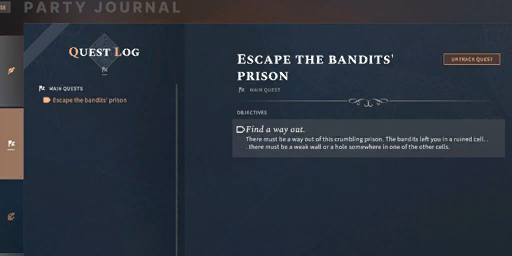 PARTY JOURNAL
QUEST LOG
MAIN QUESTS
Escape the bandits' prison
ESCAPE THE BANDITS'
PRISON
MAIN QUEST
UNTRACK QUEST
OBJECTIVES
Find a way out.
There must be a way out of this crumbling prison. The bandits left you in a ruined cell. .
. there must be a weak wall or a hole somewhere in one of the other cells.